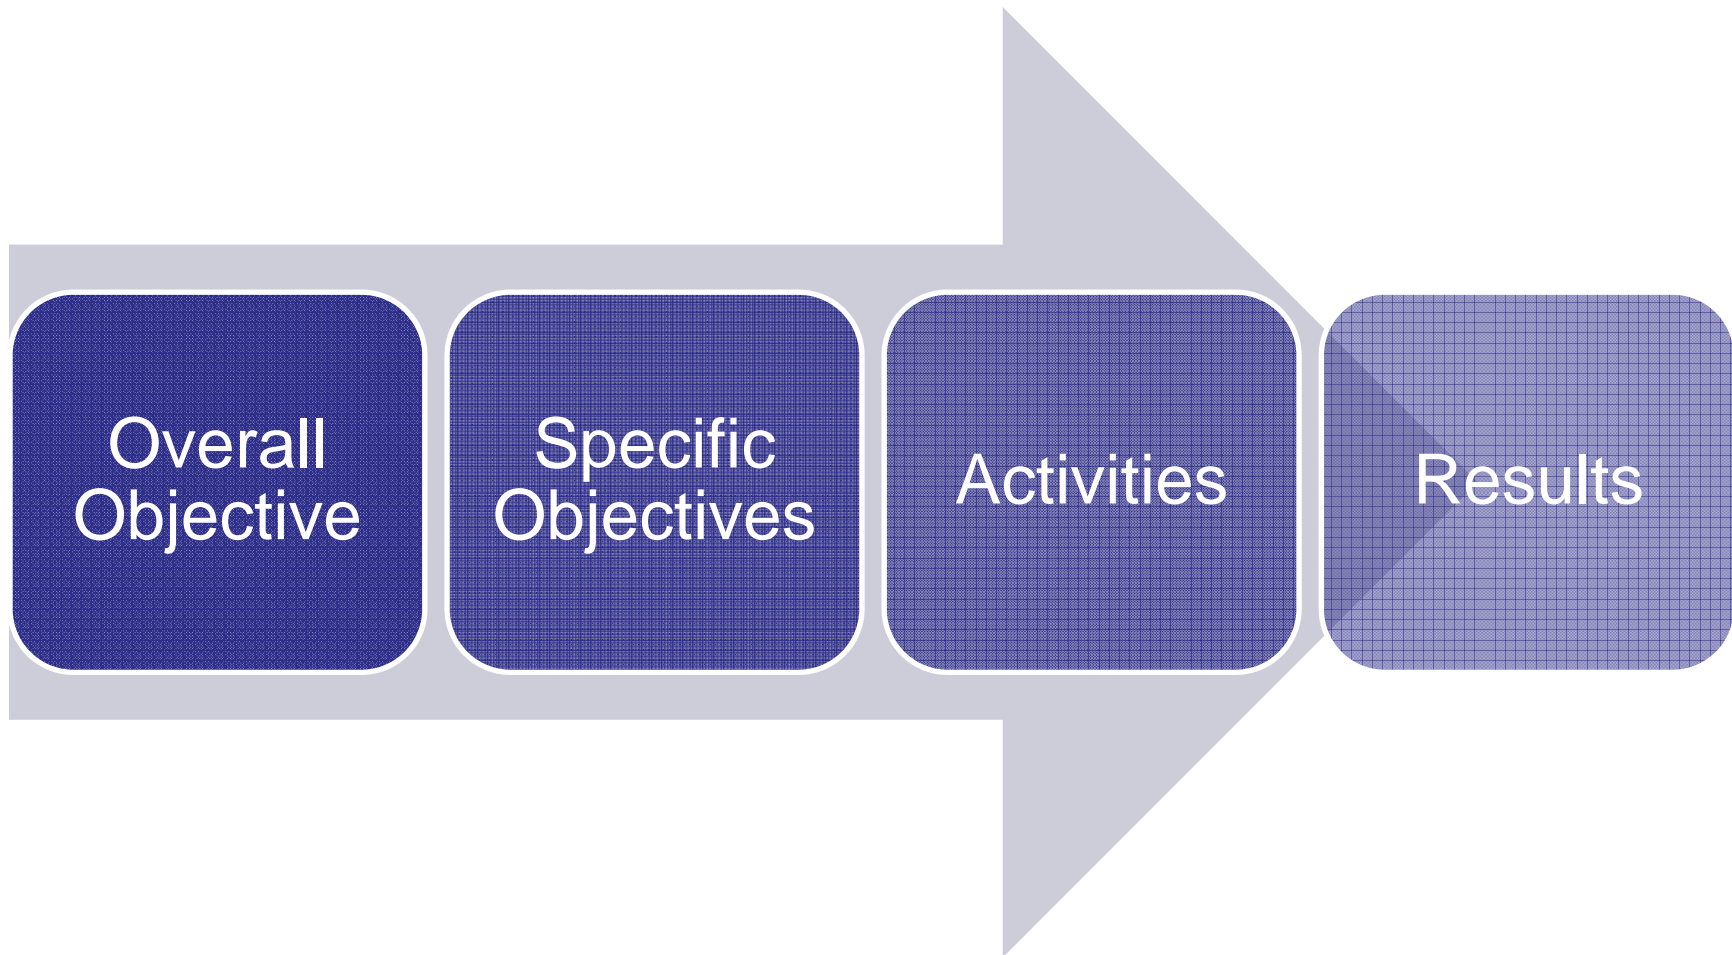 Overall
Objective
Specific
Objectives
Activities
Results